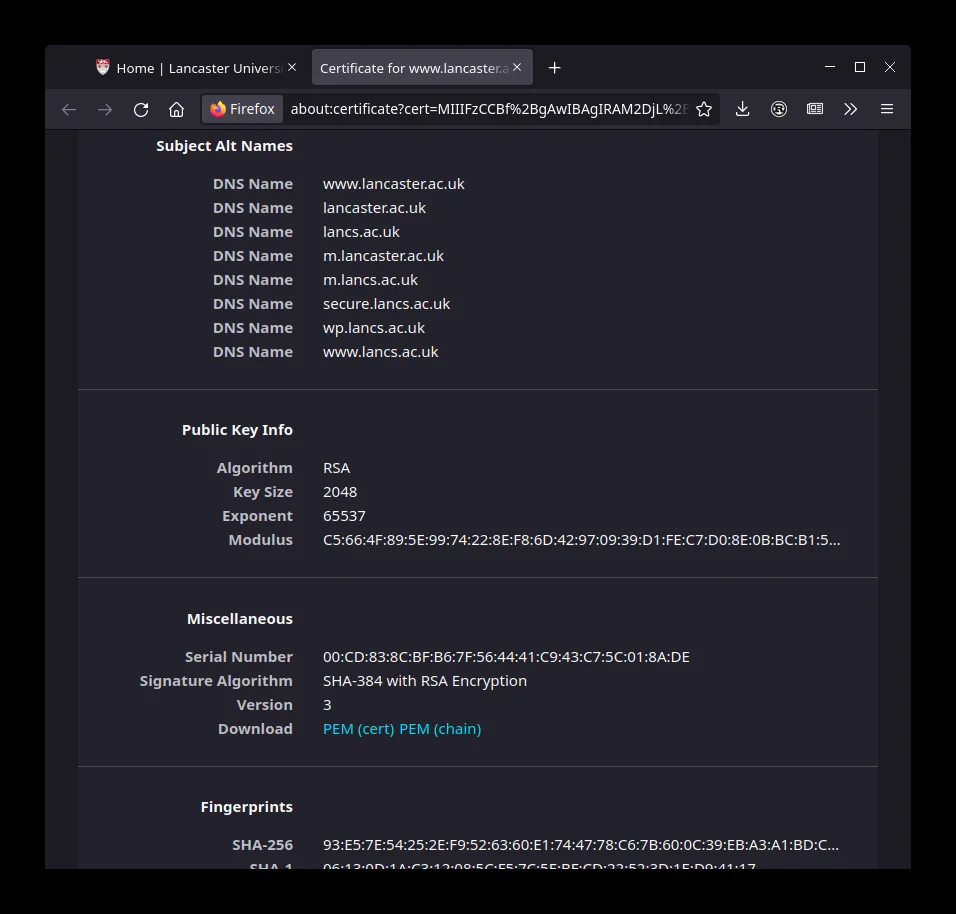 Home | Lancaster Universi
Certificate for www.lancaster.a
Firefox about:certificate?cert=MIIIFzCCBf%2BgAwIBAgIRAM2DjL%2B
Subject Alt Names
DNS Name www.lancaster.ac.uk
DNS Name lancaster.ac.uk
DNS Name lancs.ac.uk
DNS Name m.lancaster.ac.uk
DNS Name m.lancs.ac.uk
DNS Name secure.lancs.ac.uk
DNS Name wp.lancs.ac.uk
DNS Name www.lancs.ac.uk
Public Key Info
Algorithm RSA
Key Size 2048
Exponent 65537
Modulus C5:66:4F:89:5E:99:74:22:8E:F8:6D:42:97:09:39:D1:FE:C7:D0:8E:0B:BC:B1:5...
Miscellaneous
Serial Number 00:CD:83:8C:BF:B6:7F:56:44:41:C9:43:C7:5C:01:8A:DE
Signature Algorithm SHA-384 with RSA Encryption
Version 3
Download PEM (cert) PEM (chain)
Fingerprints
SHA-256 93:E5:7E:54:25:2E:F9:52:63:60:E1:74:47:78:C6:7B:60:0C:39:EB:A3:A1:BD:C...
SHA-1